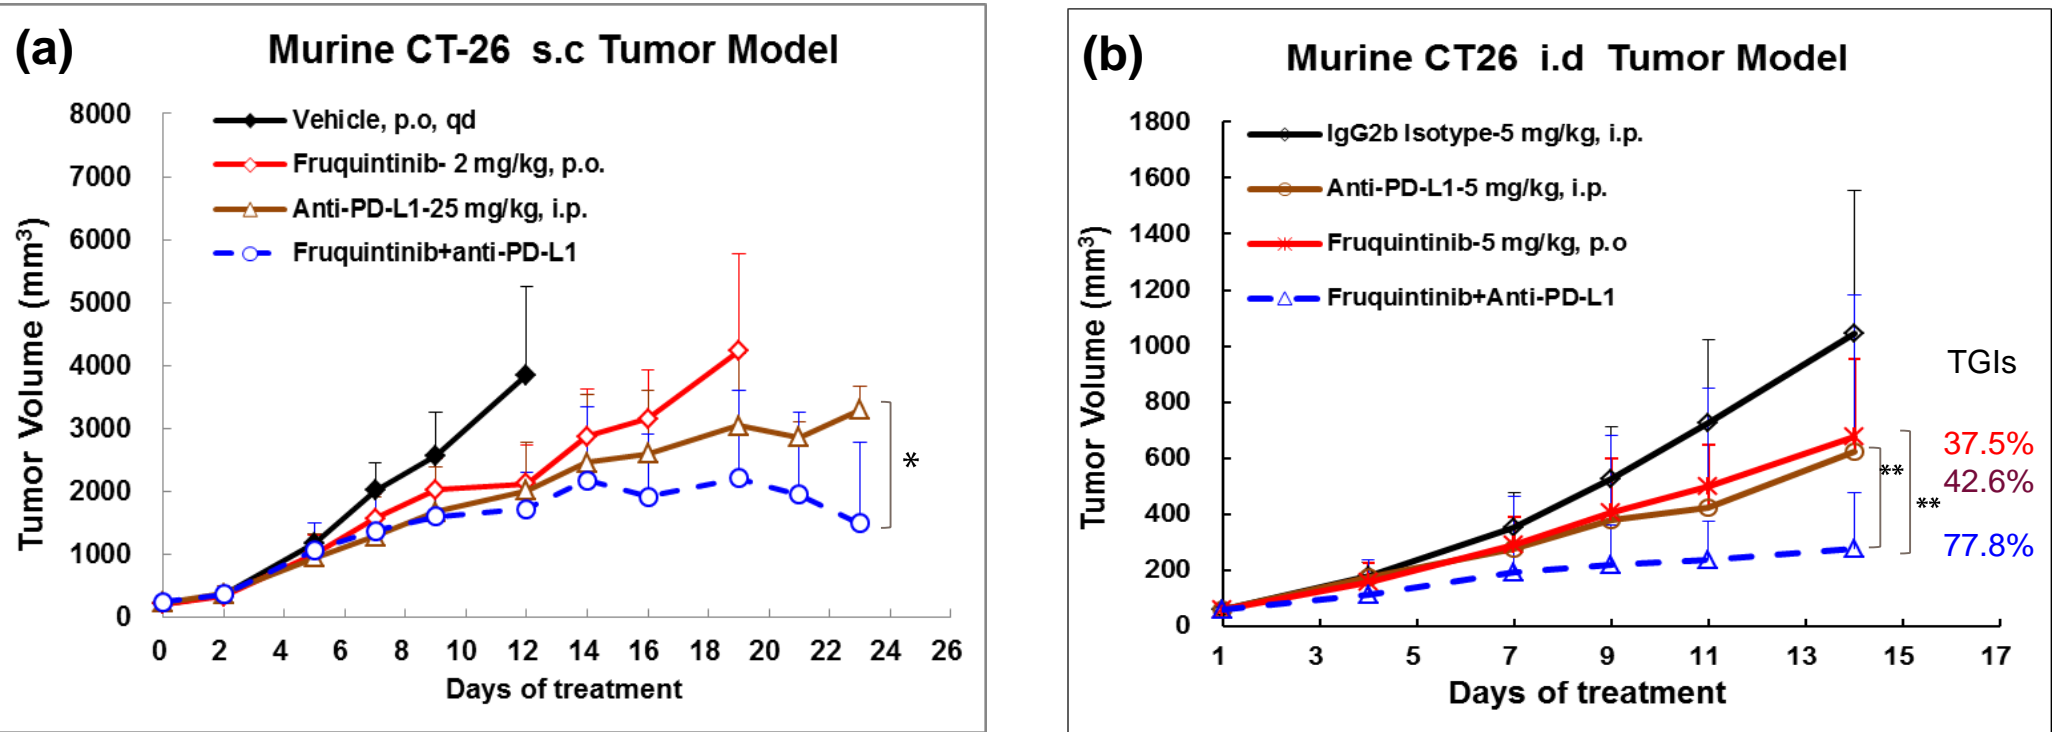 (a)
Murine CT-26 s.c Tumor Model
8000
7000
6000
5000
4000
3000
2000
1000
0
Tumor Volume (mm³)
Vehicle, p.o, qd
Fruquintinib- 2 mg/kg, p.o.
Anti-PD-L1-25 mg/kg, i.p.
Fruquintinib+anti-PD-L1
*
0 2 4 6 8 10 12 14 16 18 20 22 24 26
Days of treatment
(b)
Murine CT26 i.d Tumor Model
1800
1600
1400
1200
1000
800
600
400
200
0
Tumor Volume (mm³)
IgG2b Isotype-5 mg/kg, i.p.
Anti-PD-L1-5 mg/kg, i.p.
Fruquintinib-5 mg/kg, p.o
Fruquintinib+Anti-PD-L1
TGIs
37.5%
42.6%
77.8%
**
**
1 3 5 7 9 11 13 15 17
Days of treatment